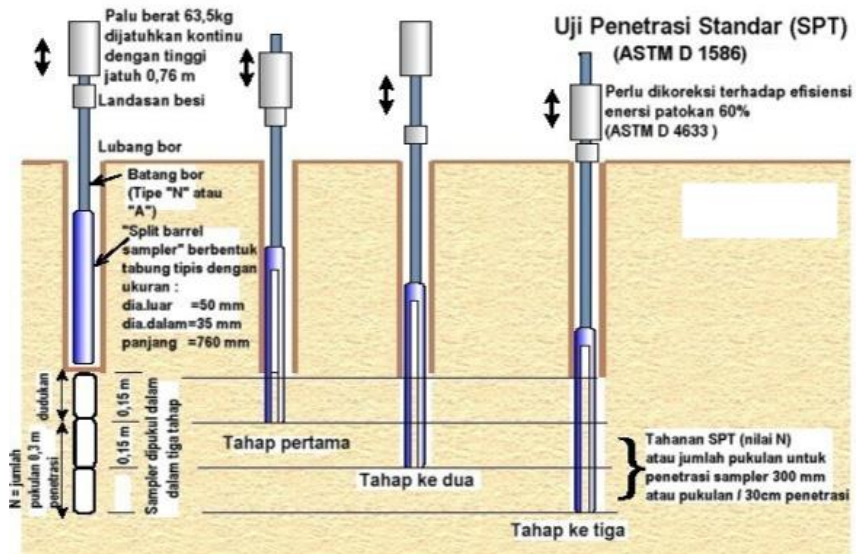 Uji Penetrasi Standar (SPT)
(ASTM D 1586)
Palu berat 63,5kg
dijatuhkan kontinu
dengan tinggi
jatuh 0,76 m
Landasan besi
Perlu dikoreksi terhadap efisiensi
enersi patokan 60%
(ASTM D 4633 )
Lubang bor
Batang bor
(Tipe "N" atau
"A")
"Split barrel
sampler" berbentuk
tabung tipis dengan
ukuran :
dia.luar =50 mm
dia.dalam=35 mm
panjang =760 mm
N = jumlah
pukulan 0,3 m
penetrasi
dudukan
0,15 m
0,15 m
Sampler dipukul dalam
dalam tiga tahap
Tahap pertama
Tahap ke dua
Tahap ke tiga
Tahanan SPT (nilai N)
atau jumlah pukulan untuk
penetrasi sampler 300 mm
atau pukulan / 30cm penetrasi